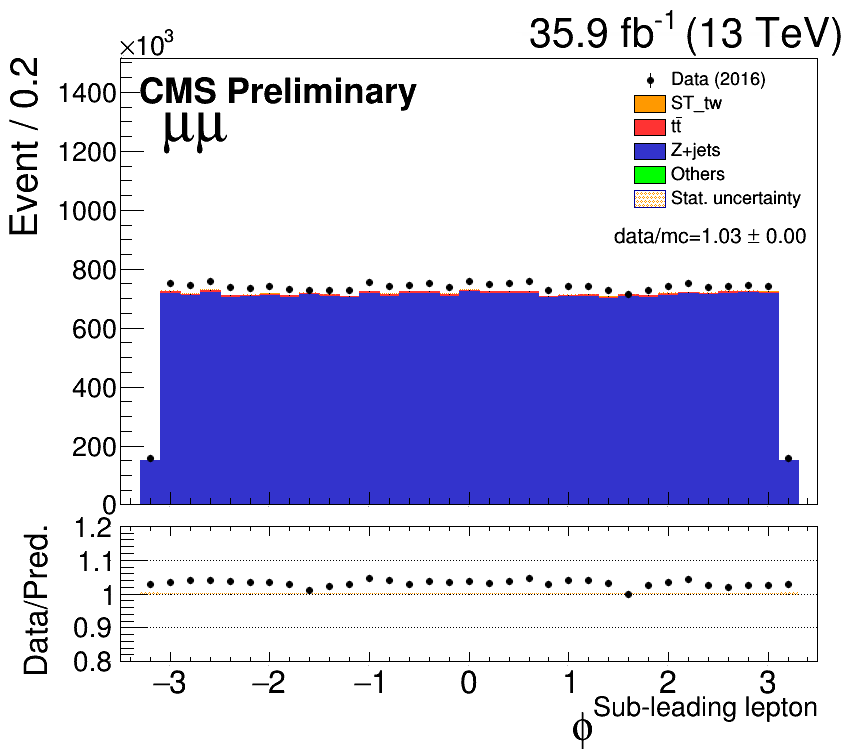 35.9 fb⁻¹ (13 TeV)
×10³
CMS Preliminary
μμ
Data (2016)
ST_tw
tt̄
Z+jets
Others
Stat. uncertainty
data/mc=1.03 ± 0.00
Event / 0.2
1400
1200
1000
800
600
400
200
0
Data/Pred.
1.2
1.1
1
0.9
0.8
−3 −2 −1 0 1 2 3
ϕ Sub-leading lepton